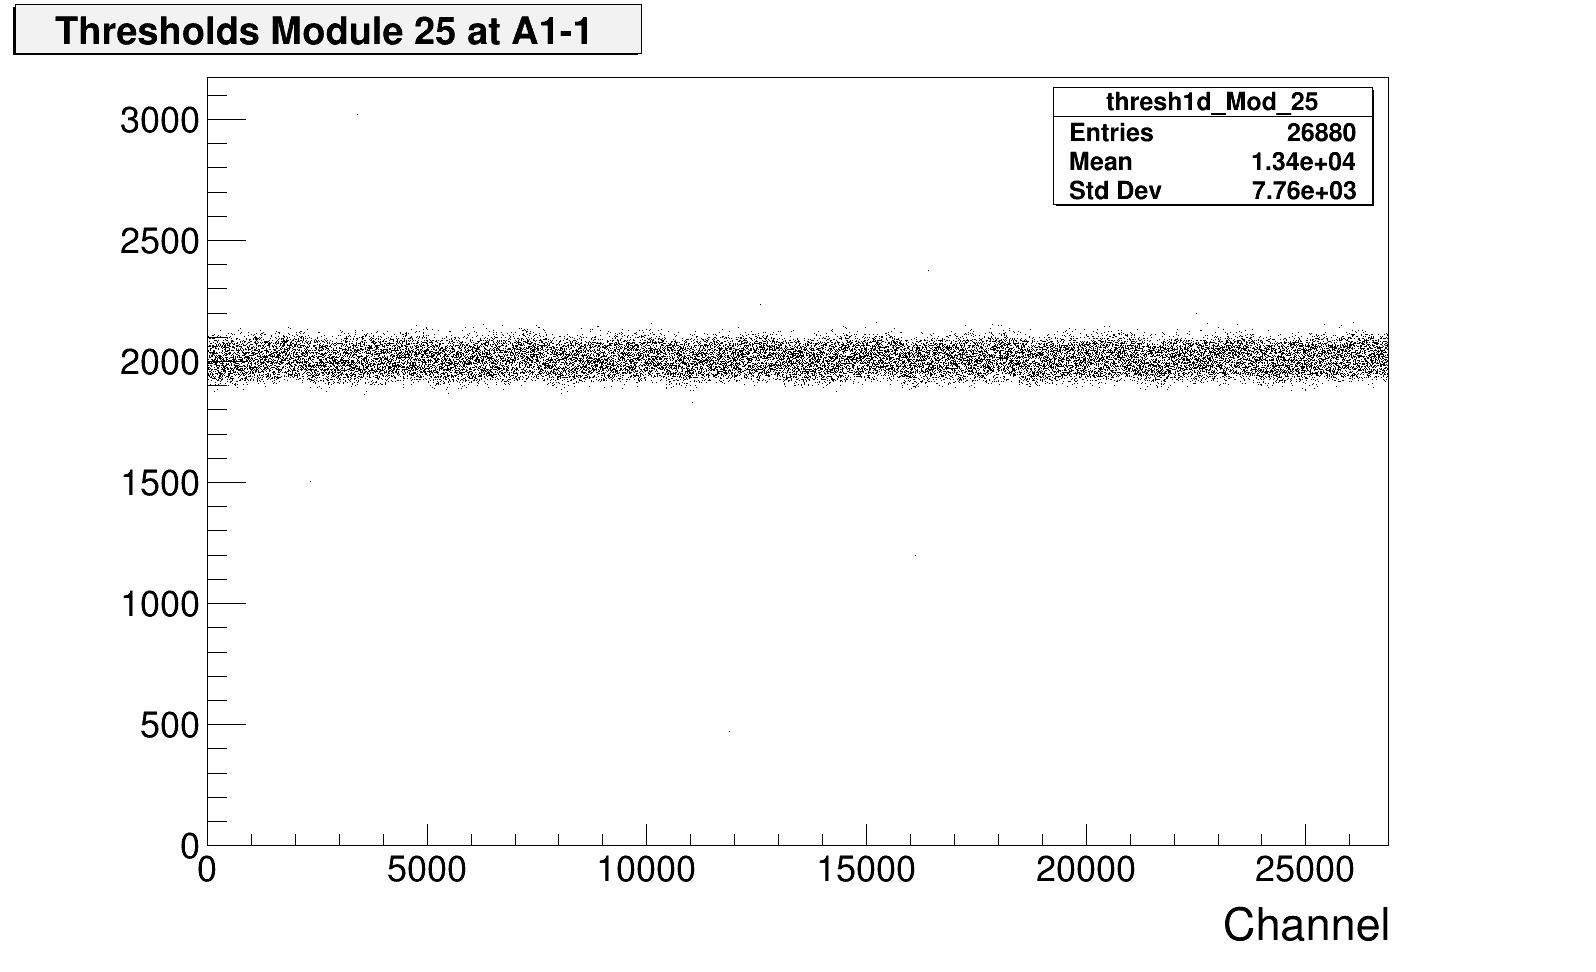 Thresholds Module 25 at A1-1
thresh1d_Mod_25
Entries 26880
Mean 1.34e+04
Std Dev 7.76e+03
3000
2500
2000
1500
1000
500
0
0 5000 10000 15000 20000 25000
Channel